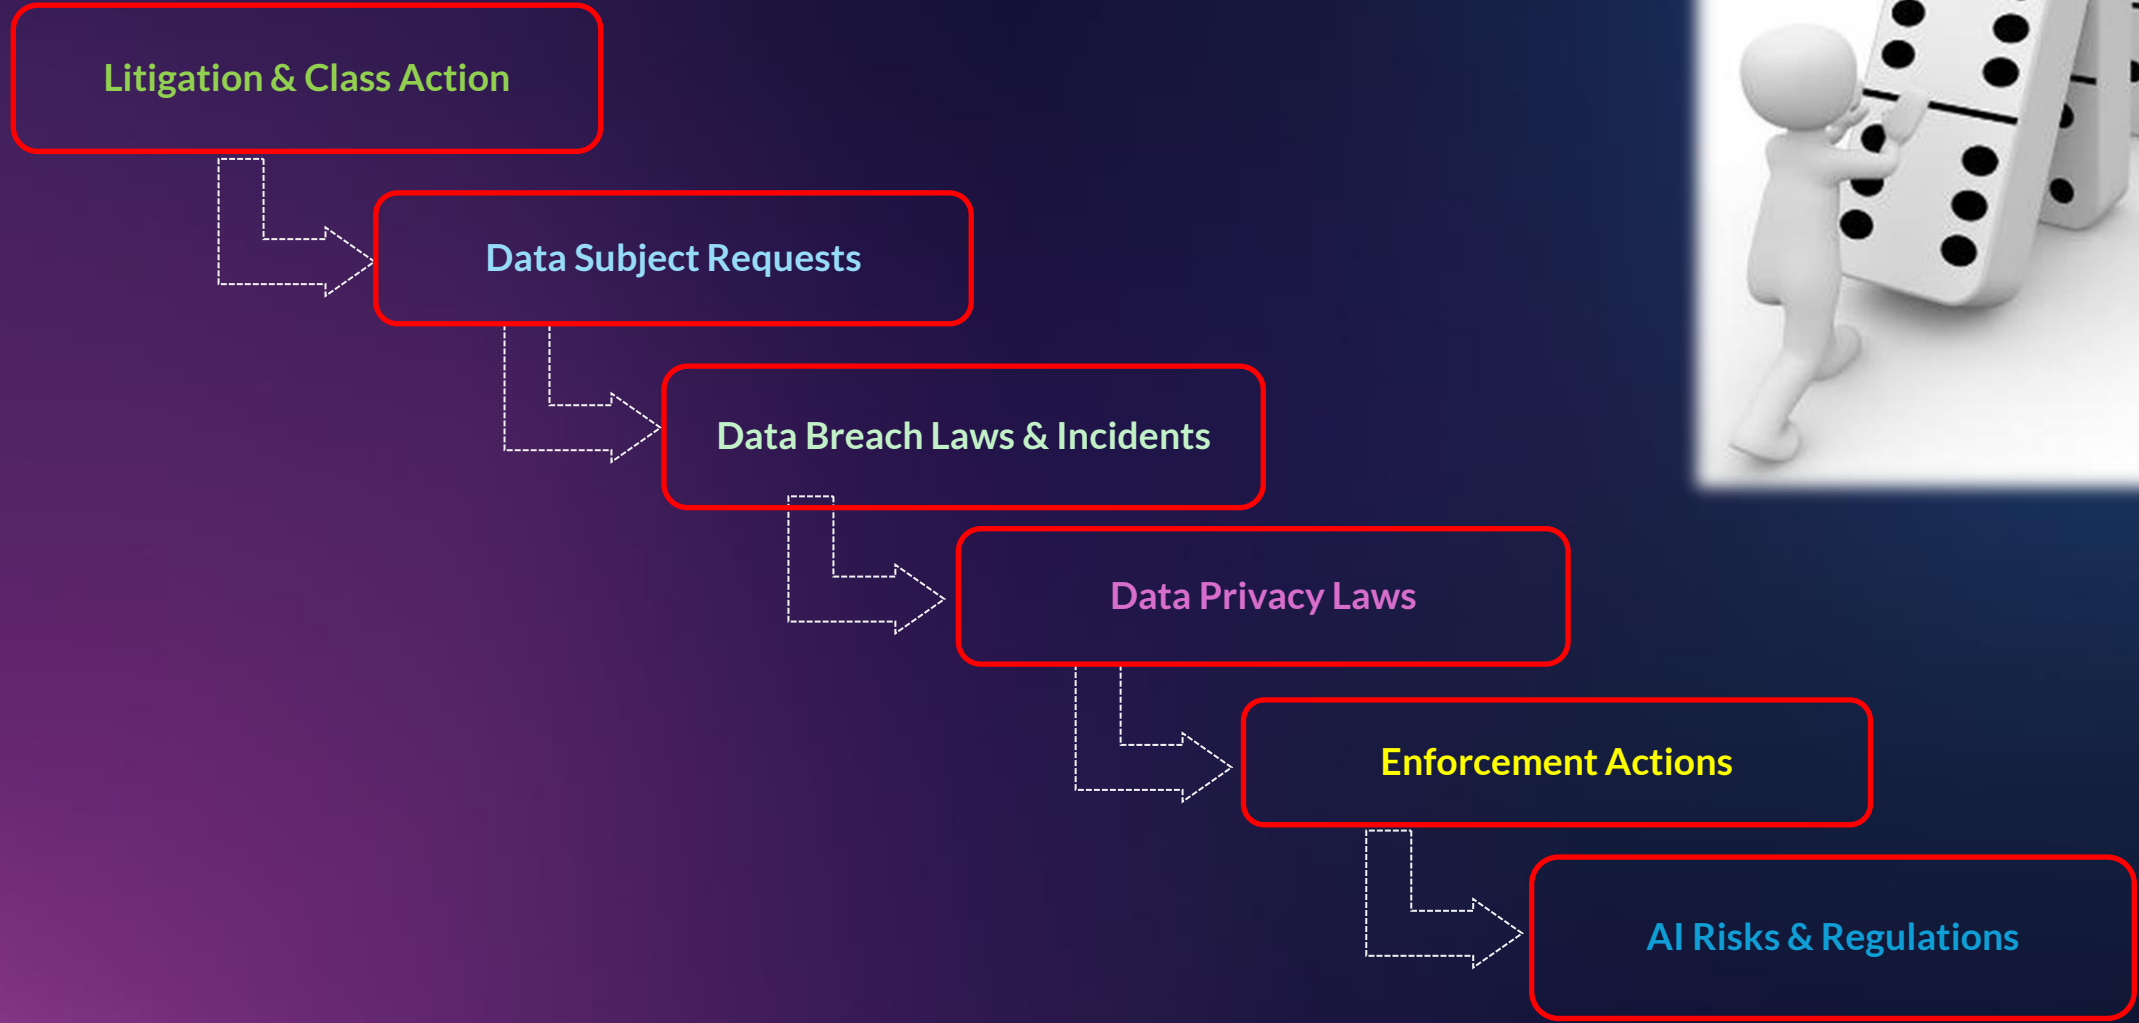 Litigation & Class Action
Data Subject Requests
Data Breach Laws & Incidents
Data Privacy Laws
Enforcement Actions
AI Risks & Regulations